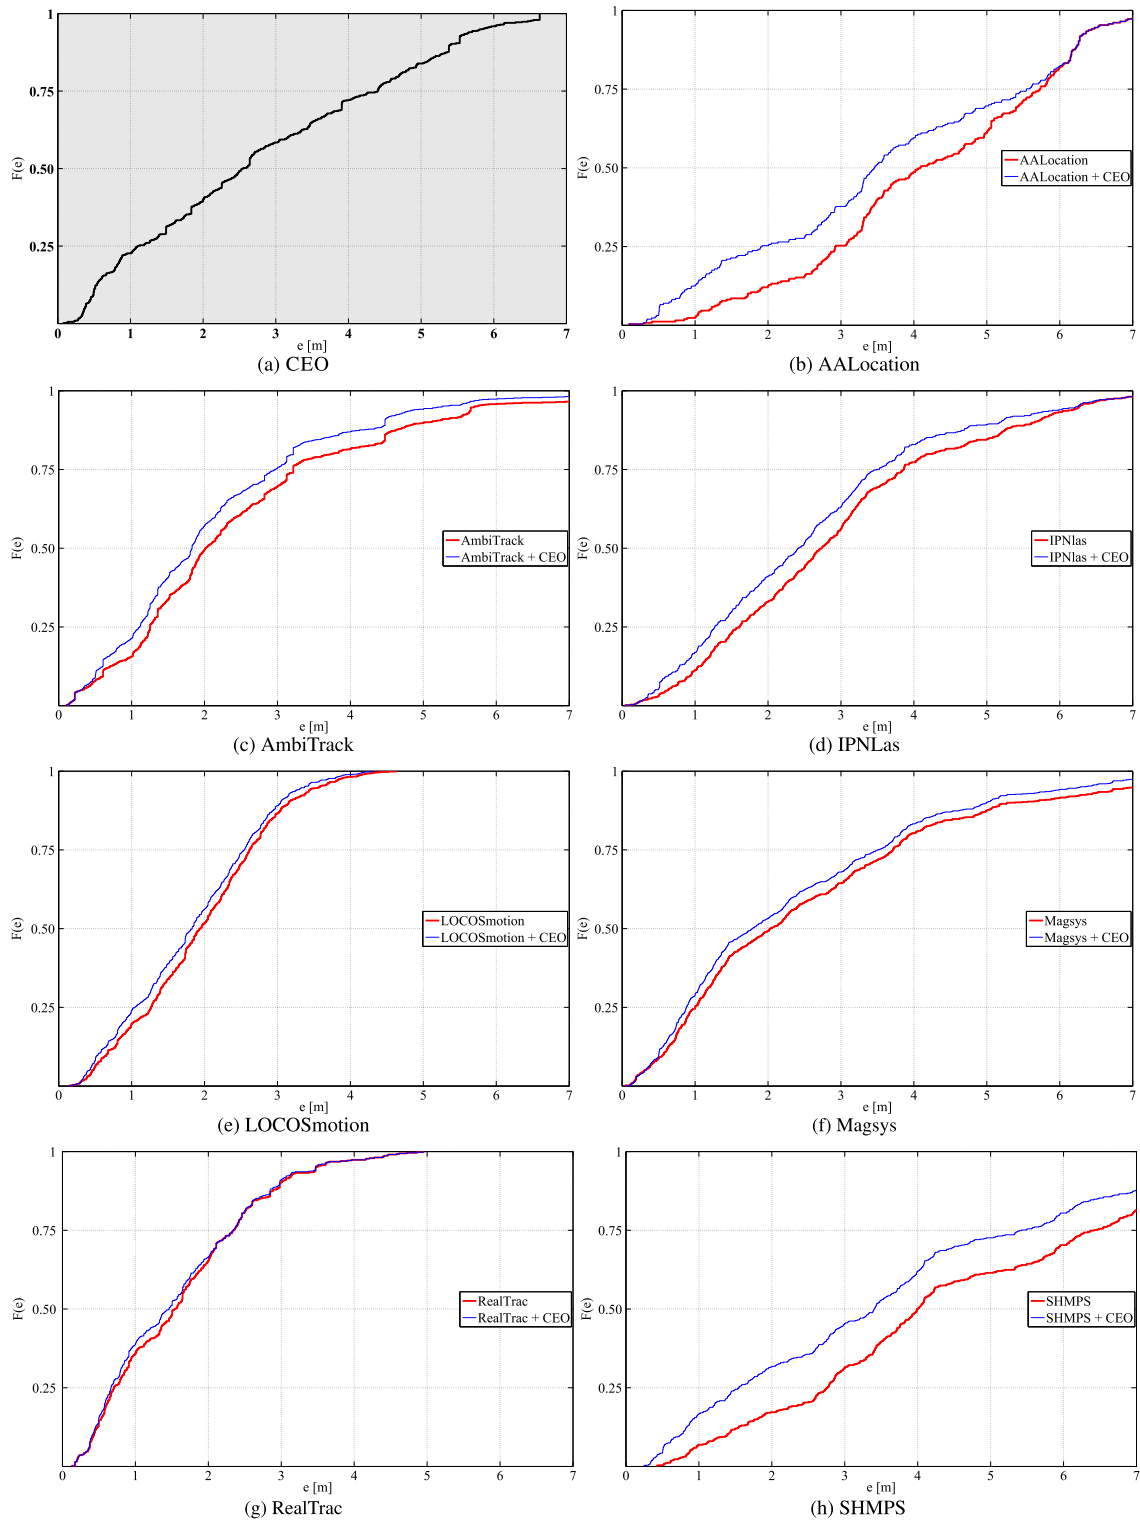 1
0.75
0.50
0.25
F(e)
0 1 2 3 4 5 6 7
e [m]
(a) CEO
1
0.75
0.50
0.25
F(e)
AALocation
AALocation + CEO
0 1 2 3 4 5 6 7
e [m]
(b) AALocation
1
0.75
0.50
0.25
F(e)
AmbiTrack
AmbiTrack + CEO
0 1 2 3 4 5 6 7
e [m]
(c) AmbiTrack
1
0.75
0.50
0.25
F(e)
IPNlas
IPNlas + CEO
0 1 2 3 4 5 6 7
e [m]
(d) IPNLas
1
0.75
0.50
0.25
F(e)
LOCOSmotion
LOCOSmotion + CEO
0 1 2 3 4 5 6 7
e [m]
(e) LOCOSmotion
1
0.75
0.50
0.25
F(e)
Magsys
Magsys + CEO
0 1 2 3 4 5 6 7
e [m]
(f) Magsys
1
0.75
0.50
0.25
F(e)
RealTrac
RealTrac + CEO
0 1 2 3 4 5 6 7
e [m]
(g) RealTrac
1
0.75
0.50
0.25
F(e)
SHMPS
SHMPS + CEO
0 1 2 3 4 5 6 7
e [m]
(h) SHMPS